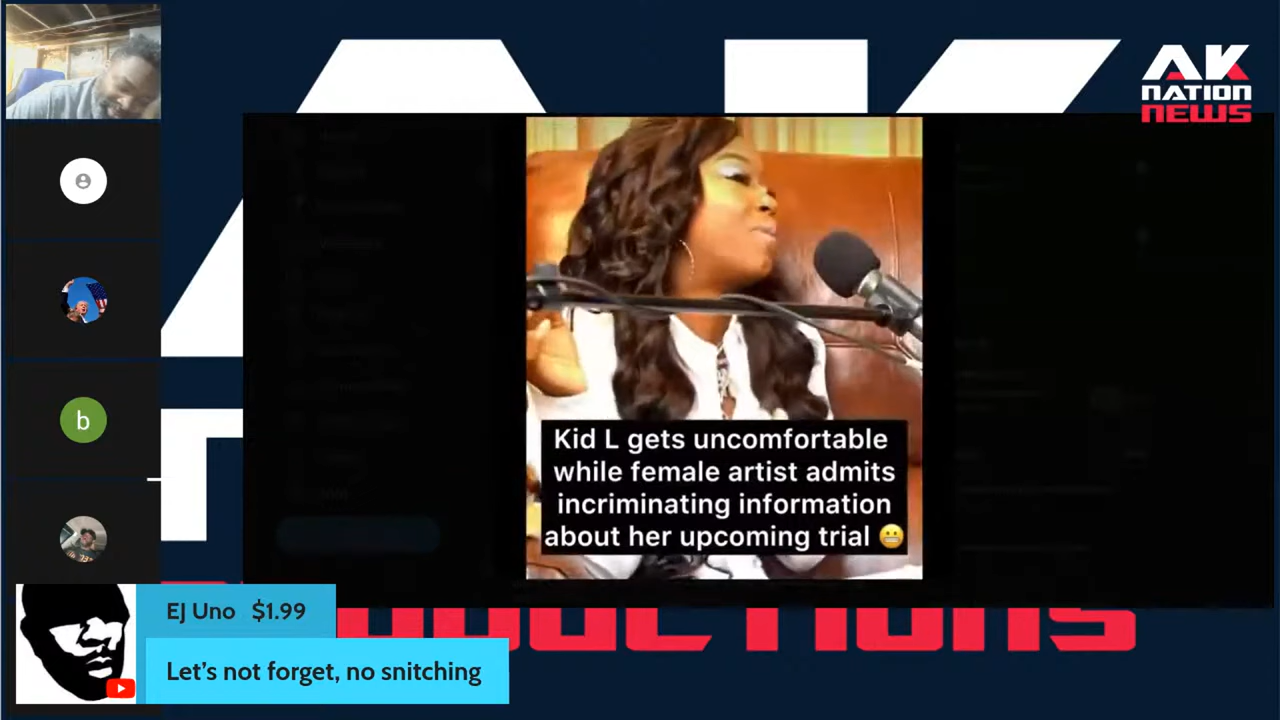 AK
NATION
NEWS
Kid L gets uncomfortable
while female artist admits
incriminating information
about her upcoming trial 😬
b
EJ Uno $1.99
Let's not forget, no snitching